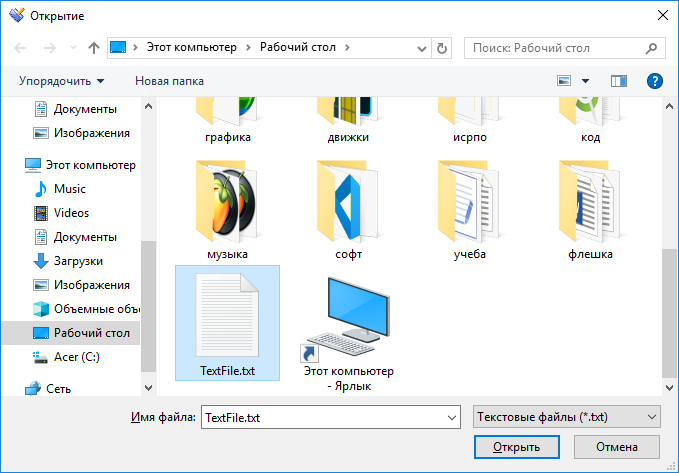 Открытие
Этот компьютер
Рабочий стол
Поиск: Рабочий стол
Упорядочить
Новая папка
?
Документы
Изображения
Этот компьютер
Music
Videos
Документы
Загрузки
Изображения
Объемные объ
Рабочий стол
Acer (C:)
Сеть
графика
движки
исрпо
код
музыка
софт
учеба
флешка
TextFile.txt
Этот компьютер
- Ярлык
Имя файла:
TextFile.txt
Текстовые файлы (*.txt)
Открыть
Отмена